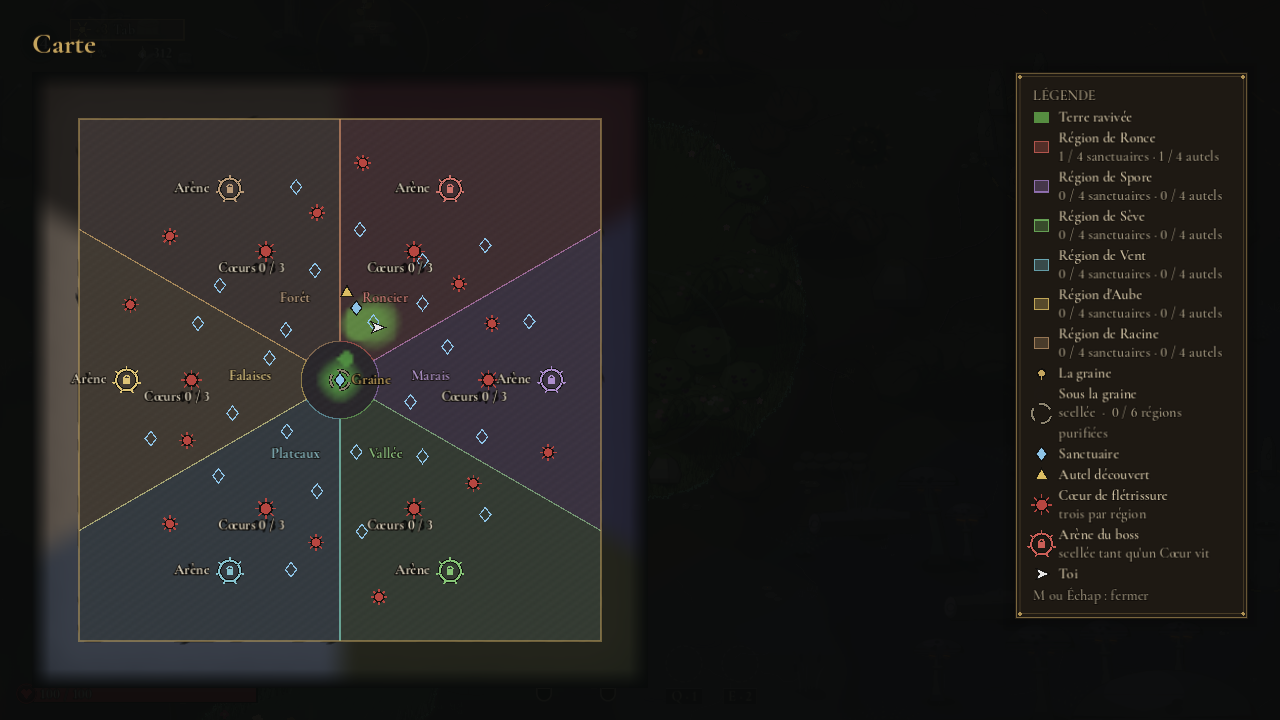 Carte
Arène
Arène
Cœurs 0 / 3
Cœurs 0 / 3
Forêt
Roncier
Arène
Falaises
Graine
Marais
Arène
Cœurs 0 / 3
Cœurs 0 / 3
Plateaux
Vallée
Cœurs 0 / 3
Cœurs 0 / 3
Arène
Arène
LÉGENDE
Terre ravivée
Région de Ronce
1 / 4 sanctuaires · 1 / 4 autels
Région de Spore
0 / 4 sanctuaires · 0 / 4 autels
Région de Sève
0 / 4 sanctuaires · 0 / 4 autels
Région de Vent
0 / 4 sanctuaires · 0 / 4 autels
Région d'Aube
0 / 4 sanctuaires · 0 / 4 autels
Région de Racine
0 / 4 sanctuaires · 0 / 4 autels
La graine
Sous la graine
scellée · 0 / 6 régions
purifiées
Sanctuaire
Autel découvert
Cœur de flétrissure
trois par région
Arène du boss
scellée tant qu'un Cœur vit
Toi
M ou Échap : fermer